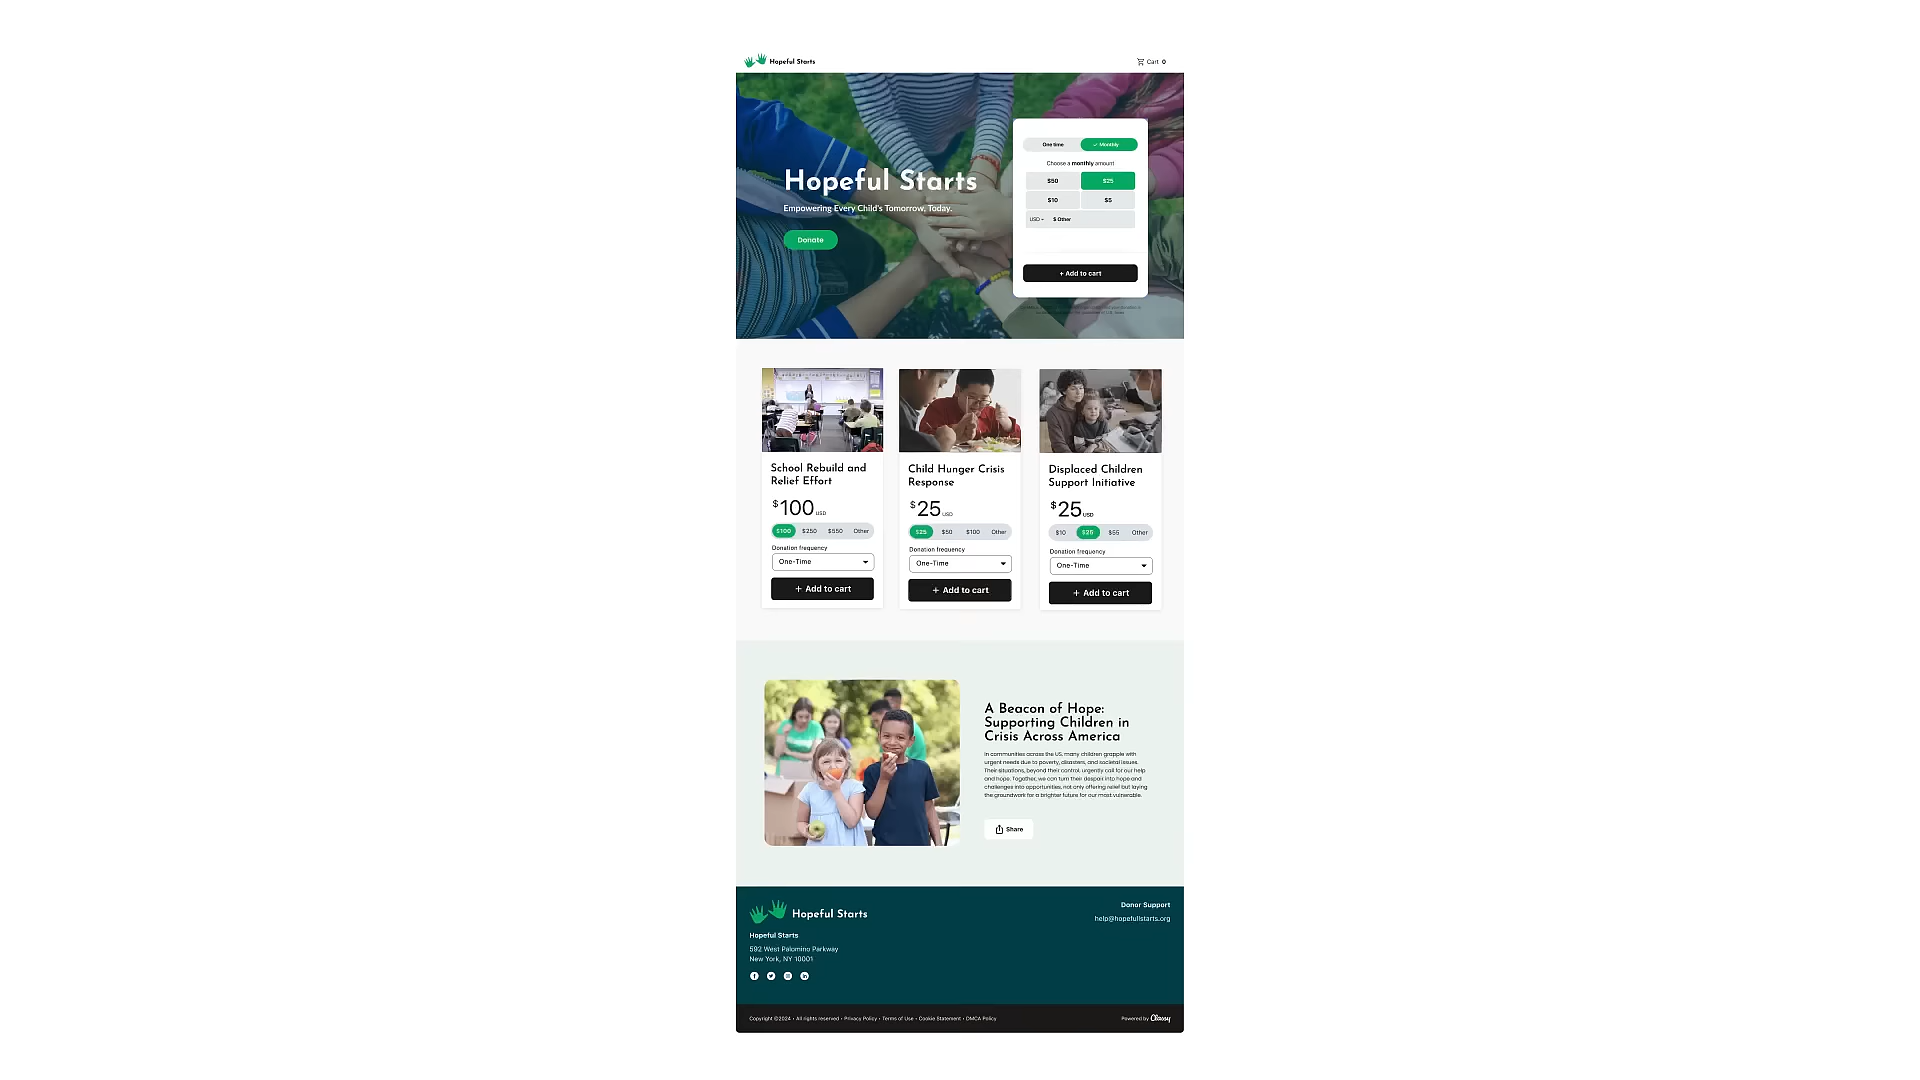 Hopeful Starts
Cart 0
Hopeful Starts
Empowering Every Child's Tomorrow, Today.
Donate
One time
✓ Monthly
Choose a monthly amount
$50
$25
$10
$5
USD
$ Other
+ Add to cart
School Rebuild and
Relief Effort
$100 USD
$100 $250 $550 Other
Donation frequency
One-Time
+ Add to cart
Child Hunger Crisis
Response
$25 USD
$25 $50 $100 Other
Donation frequency
One-Time
+ Add to cart
Displaced Children
Support Initiative
$25 USD
$10 $25 $55 Other
Donation frequency
One-Time
+ Add to cart
A Beacon of Hope:
Supporting Children in
Crisis Across America
In communities across the US, many children grapple with
urgent needs due to poverty, disasters, and societal issues.
Their situations, beyond their control, urgently call for our help
and hope. Together, we can turn their despair into hope and
challenges into opportunities, not only offering relief but laying
the groundwork for a brighter future for our most vulnerable.
Share
Hopeful Starts
Hopeful Starts
592 West Palomino Parkway
New York, NY 10001
Donor Support
help@hopefullstarts.org
Copyright ©2024 • All rights reserved • Privacy Policy • Terms of Use • Cookie Statement • DMCA Policy
Powered by Classy